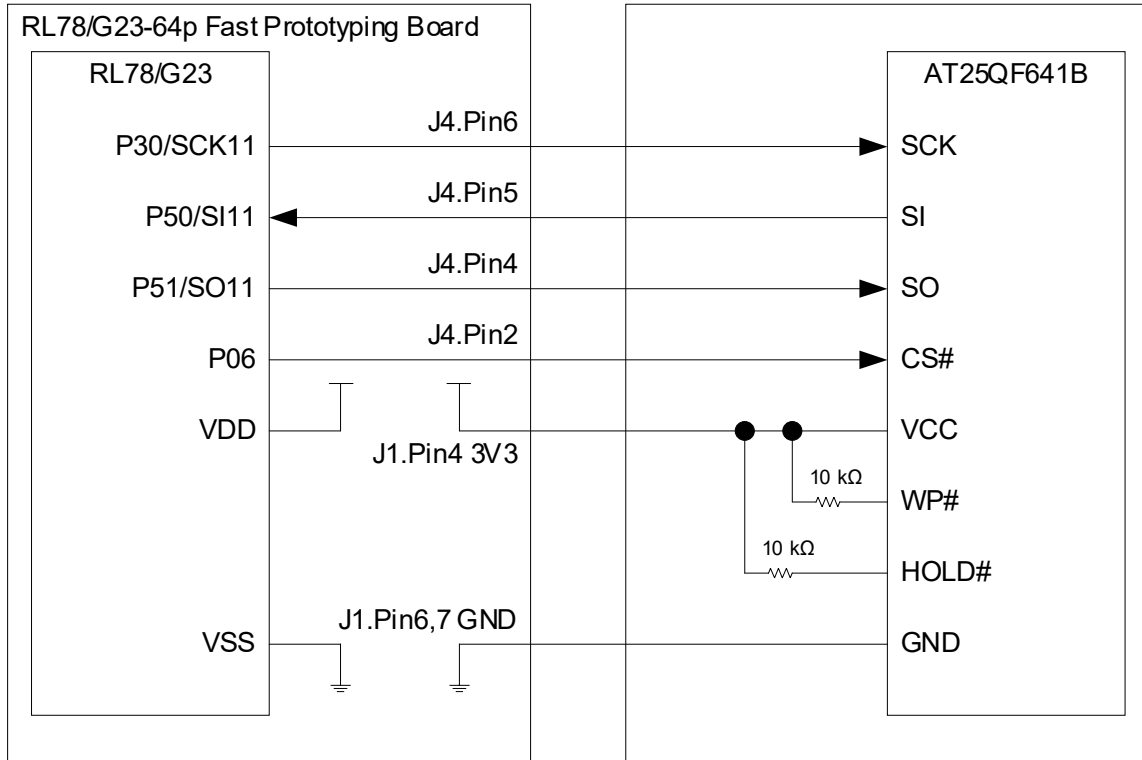 RL78/G23-64p Fast Prototyping Board
RL78/G23
AT25QF641B
P30/SCK11
J4.Pin6
SCK
P50/SI11
J4.Pin5
SI
P51/SO11
J4.Pin4
SO
P06
J4.Pin2
CS#
VDD
J1.Pin4 3V3
VCC
10 kΩ
WP#
10 kΩ
HOLD#
J1.Pin6,7 GND
VSS
GND